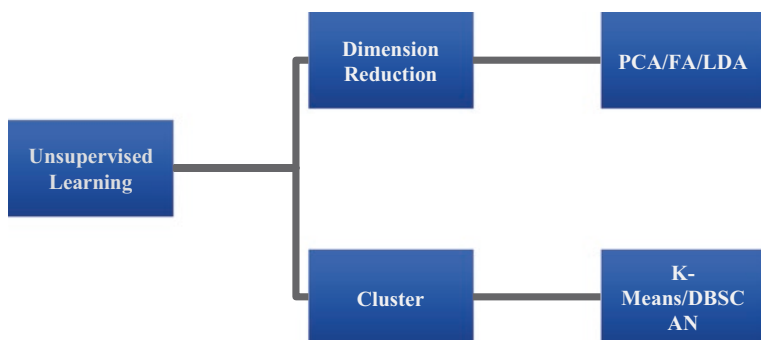 Dimension
Reduction
PCA/FA/LDA
Unsupervised
Learning
Cluster
K-
Means/DBSC
AN